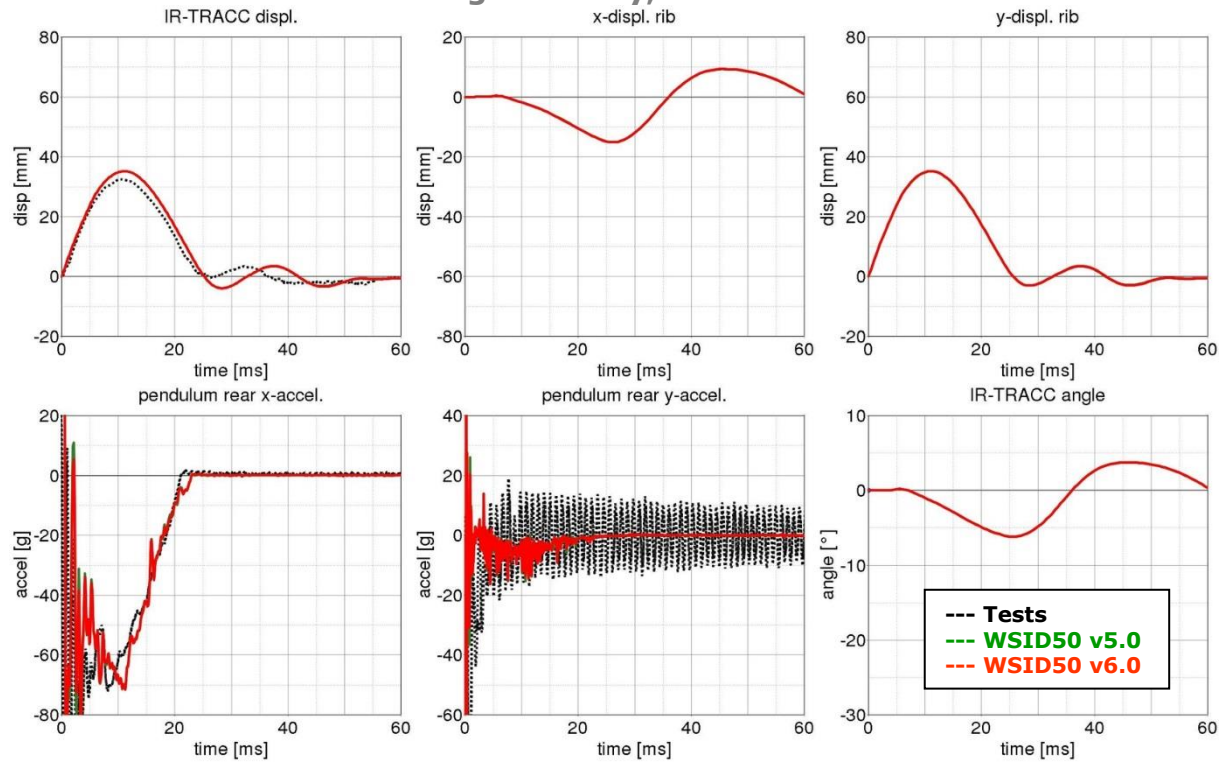 IR-TRACC displ.
x-displ. rib
y-displ. rib
80
60
40
20
0
-20
disp [mm]
0
20
40
60
time [ms]
20
0
-20
-40
-60
-80
disp [mm]
0
20
40
60
time [ms]
80
60
40
20
0
-20
disp [mm]
0
20
40
60
time [ms]
pendulum rear x-accel.
pendulum rear y-accel.
IR-TRACC angle
20
0
-20
-40
-60
-80
accel [g]
0
20
40
60
time [ms]
40
20
0
-20
-40
-60
accel [g]
0
20
40
60
time [ms]
10
0
-10
-20
-30
angle [°]
0
20
40
60
time [ms]
--- Tests
--- WSID50 v5.0
--- WSID50 v6.0